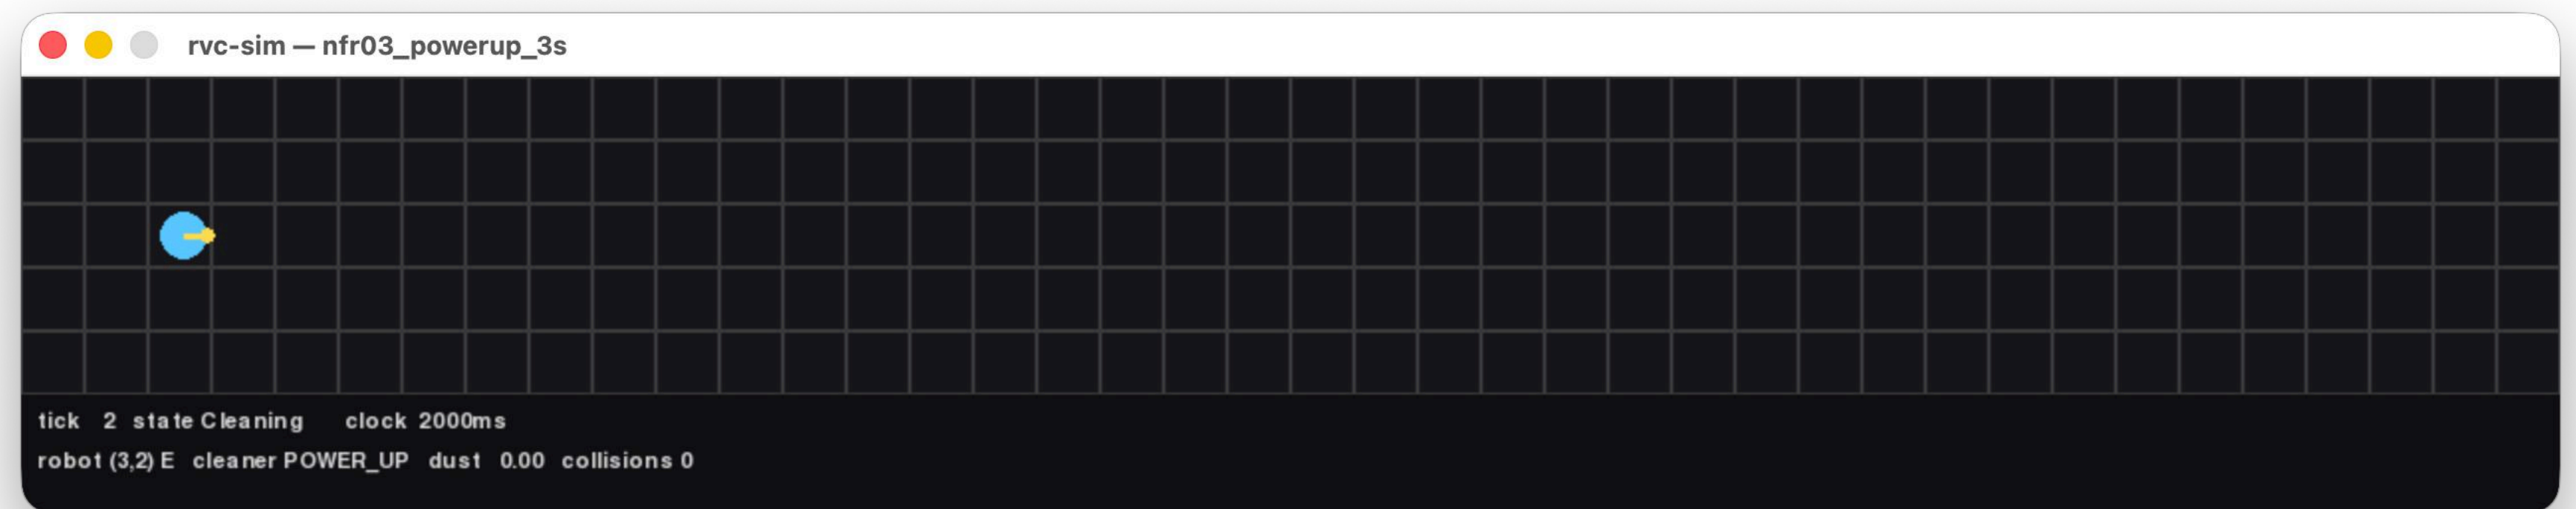 rvc-sim — nfr03_powerup_3s
tick 2 state Cleaning clock 2000ms
robot (3,2) E cleaner POWER_UP dust 0.00 collisions 0